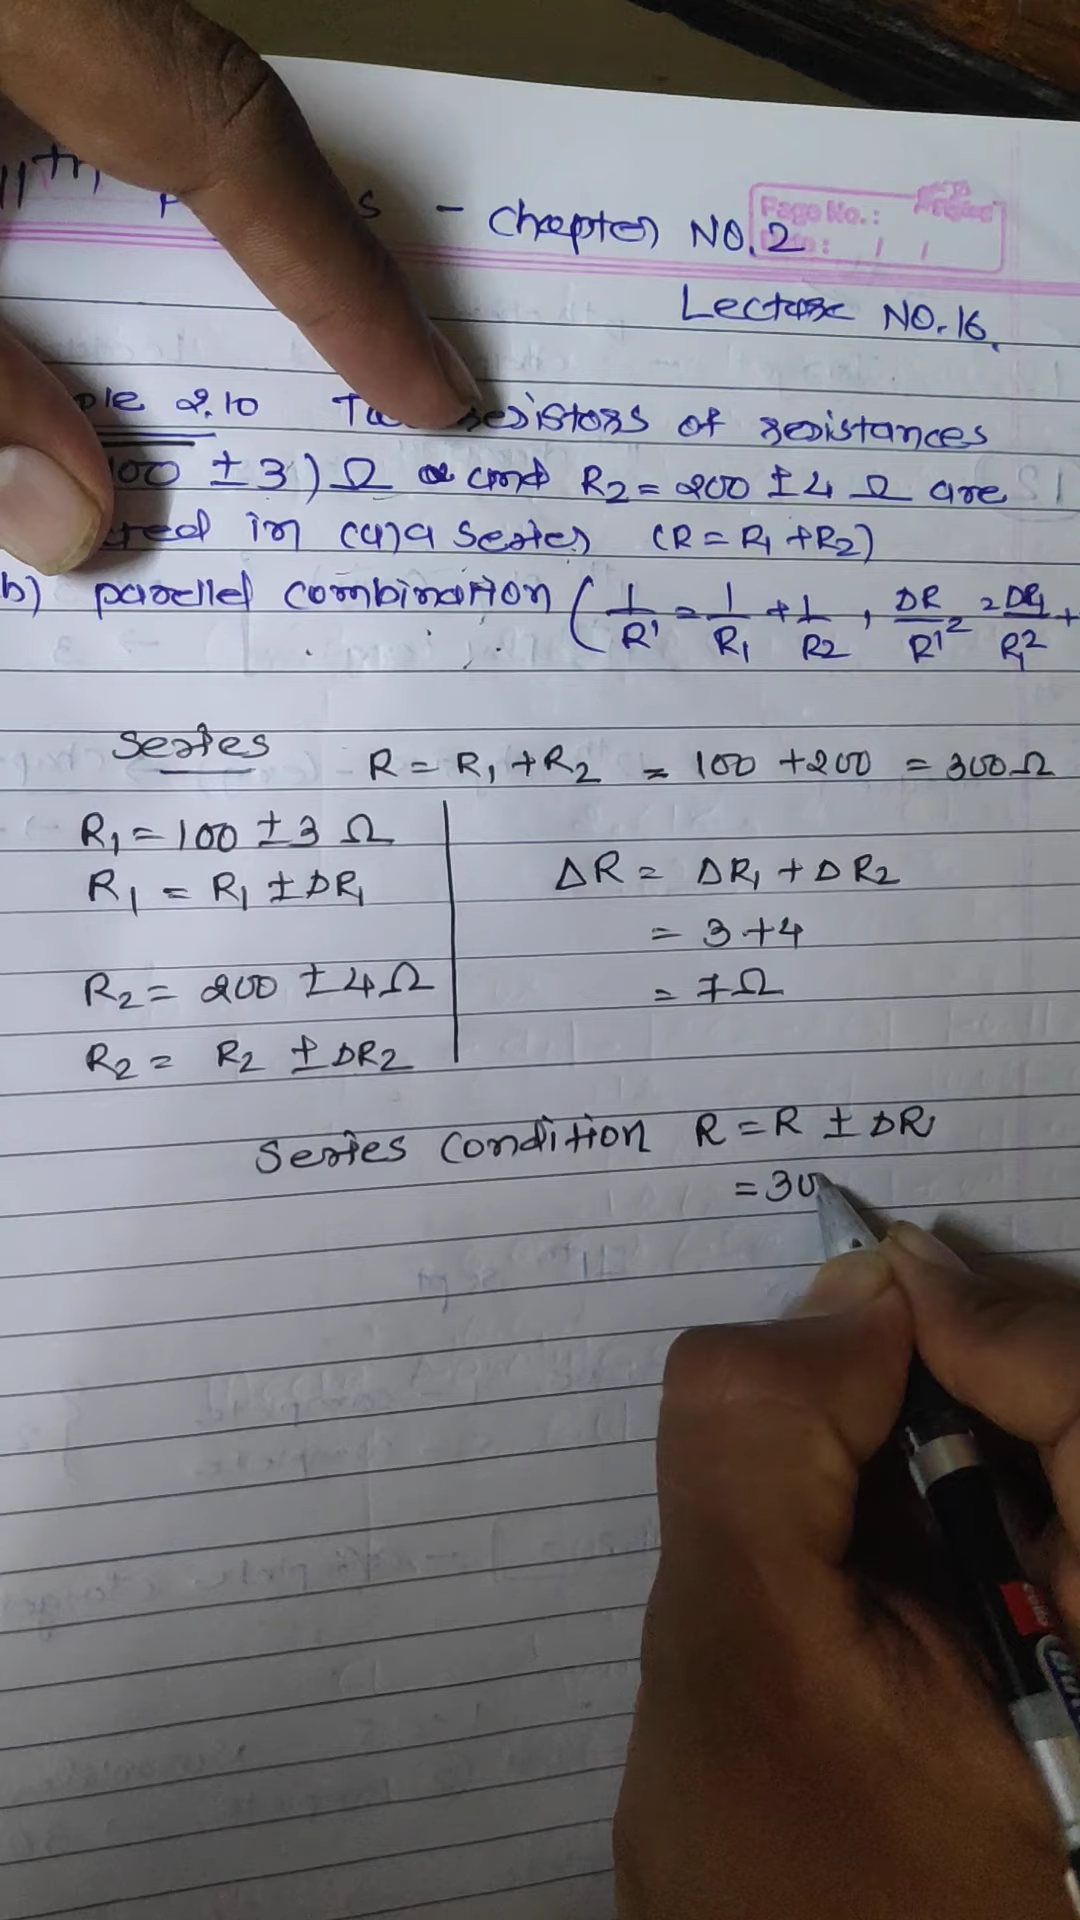 11th s - Chapter NO. 2
Page No.:
Lecture NO. 16.
ple 2.10 resistors of resistances
100 ± 3) Ω and R2 = 200 ± 4 Ω are
in (a) a series (R = R1 + R2)
b) parellel combination ( 1/R' = 1/R1 + 1/R2 , ΔR/R'^2 = ΔR1/R1^2 +
series R = R1 + R2 = 100 + 200 = 300 Ω
R1 = 100 ± 3 Ω
R1 = R1 ± ΔR1
R2 = 200 ± 4 Ω
R2 = R2 ± ΔR2
ΔR = ΔR1 + ΔR2
= 3 + 4
= 7 Ω
Series Condition R = R ± ΔR
= 30